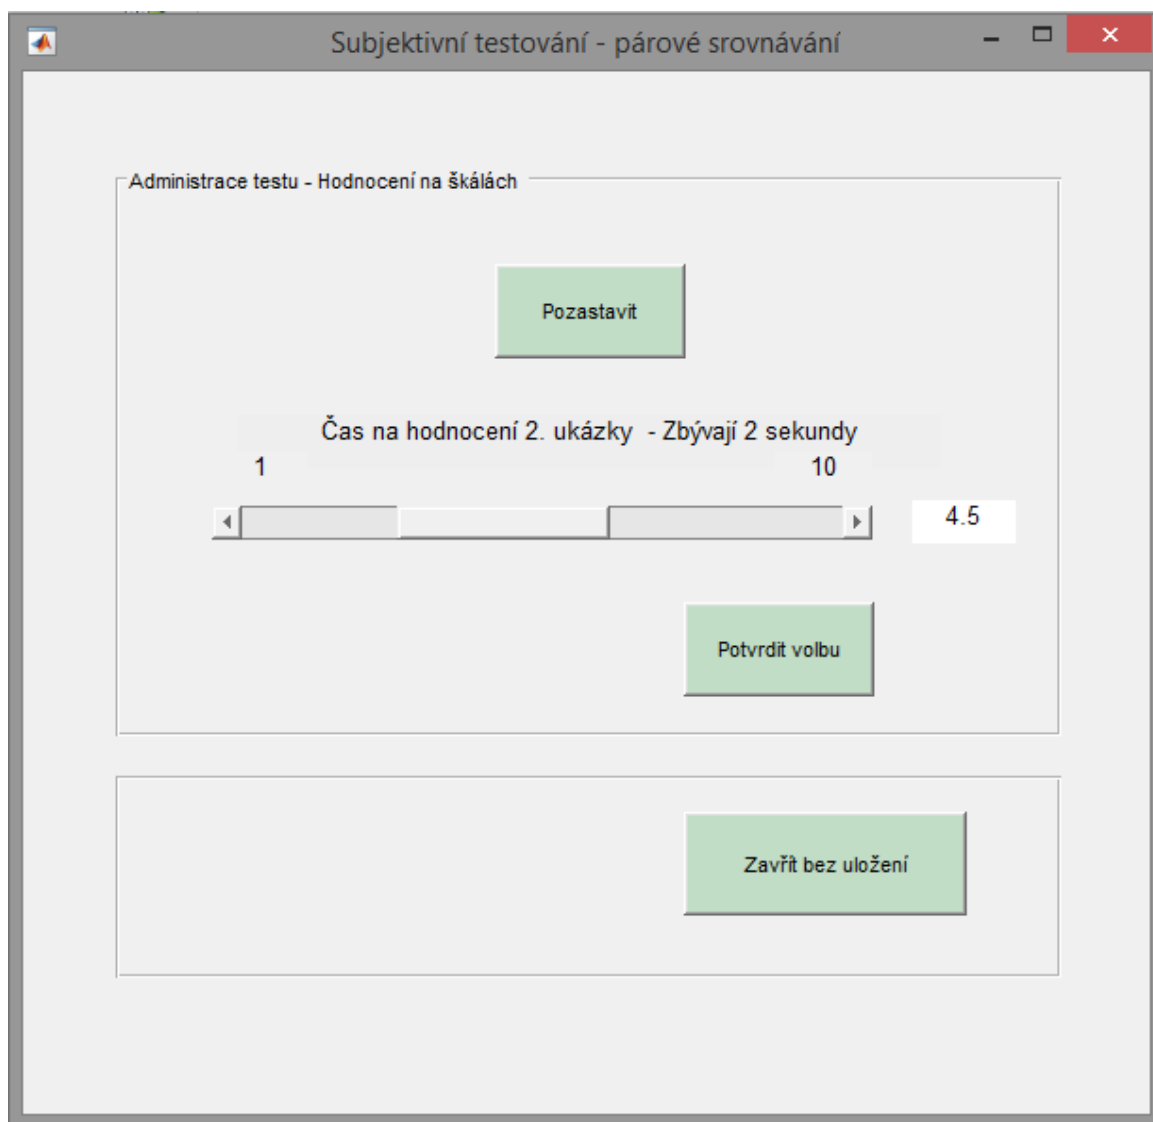 Subjektivní testování - párové srovnávání
Administrace testu - Hodnocení na škálách
Pozastavit
Čas na hodnocení 2. ukázky  - Zbývají 2 sekundy
1 10
4.5
Potvrdit volbu
Zavřít bez uložení